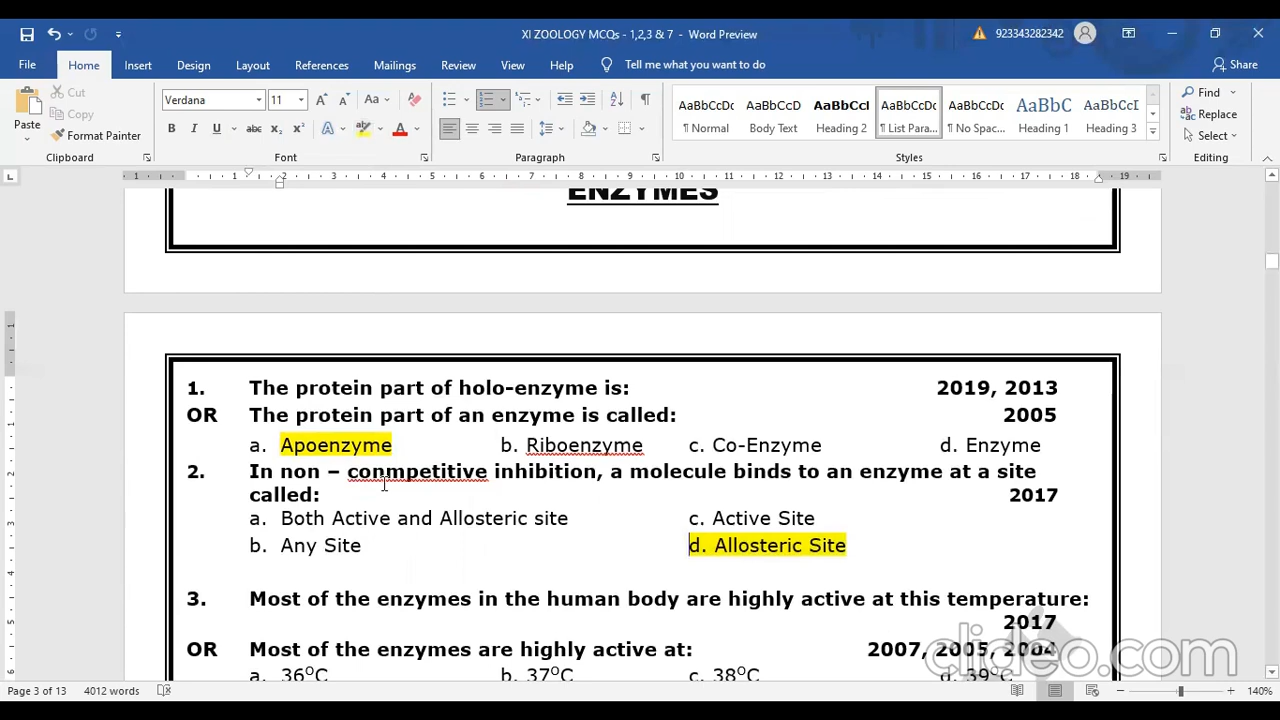 XI ZOOLOGY MCQs - 1,2,3 & 7 - Word Preview
923343282342
File Home Insert Design Layout References Mailings Review View Help Tell me what you want to do Share
Paste
Cut
Copy
Format Painter
Verdana 11
AaBbCcDc AaBbCcD AaBbCcI AaBbCcDc AaBbCcDc AaBbC AaBbCcI
¶ Normal Body Text Heading 2 ¶ List Para... ¶ No Spac... Heading 1 Heading 3
Find
Replace
Select
Clipboard Font Paragraph Styles Editing
ENZYMES
1. The protein part of holo-enzyme is: 2019, 2013
OR The protein part of an enzyme is called: 2005
a. Apoenzyme b. Riboenzyme c. Co-Enzyme d. Enzyme
2. In non – conmpetitive inhibition, a molecule binds to an enzyme at a site
called: 2017
a. Both Active and Allosteric site c. Active Site
b. Any Site d. Allosteric Site
3. Most of the enzymes in the human body are highly active at this temperature:
2017
OR Most of the enzymes are highly active at: 2007, 2005, 2004
a. 36⁰C b. 37⁰C c. 38⁰C d. 39⁰C
clideo.com
Page 3 of 13 4012 words 140%